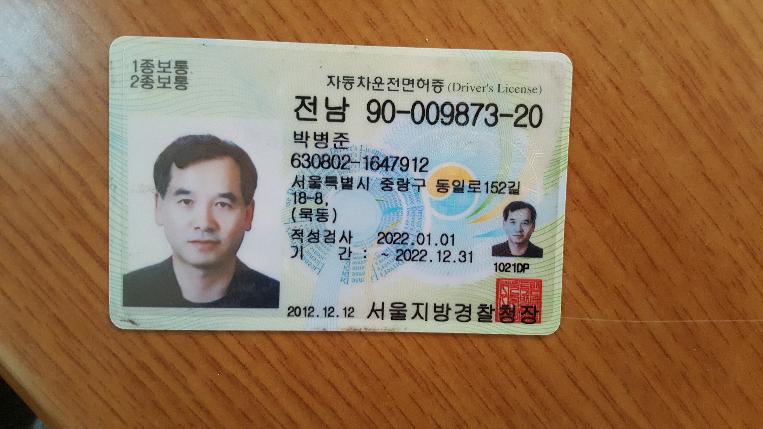 1종보통
2종보통
자동차운전면허증 (Driver's License)
전남 90-009873-20
박병준
630802-1647912
서울특별시 중랑구 동일로152길
18-8,
(묵동)
적성검사 2022.01.01
기 간 : ~ 2022.12.31
1021DP
2012.12.12 서울지방경찰청장